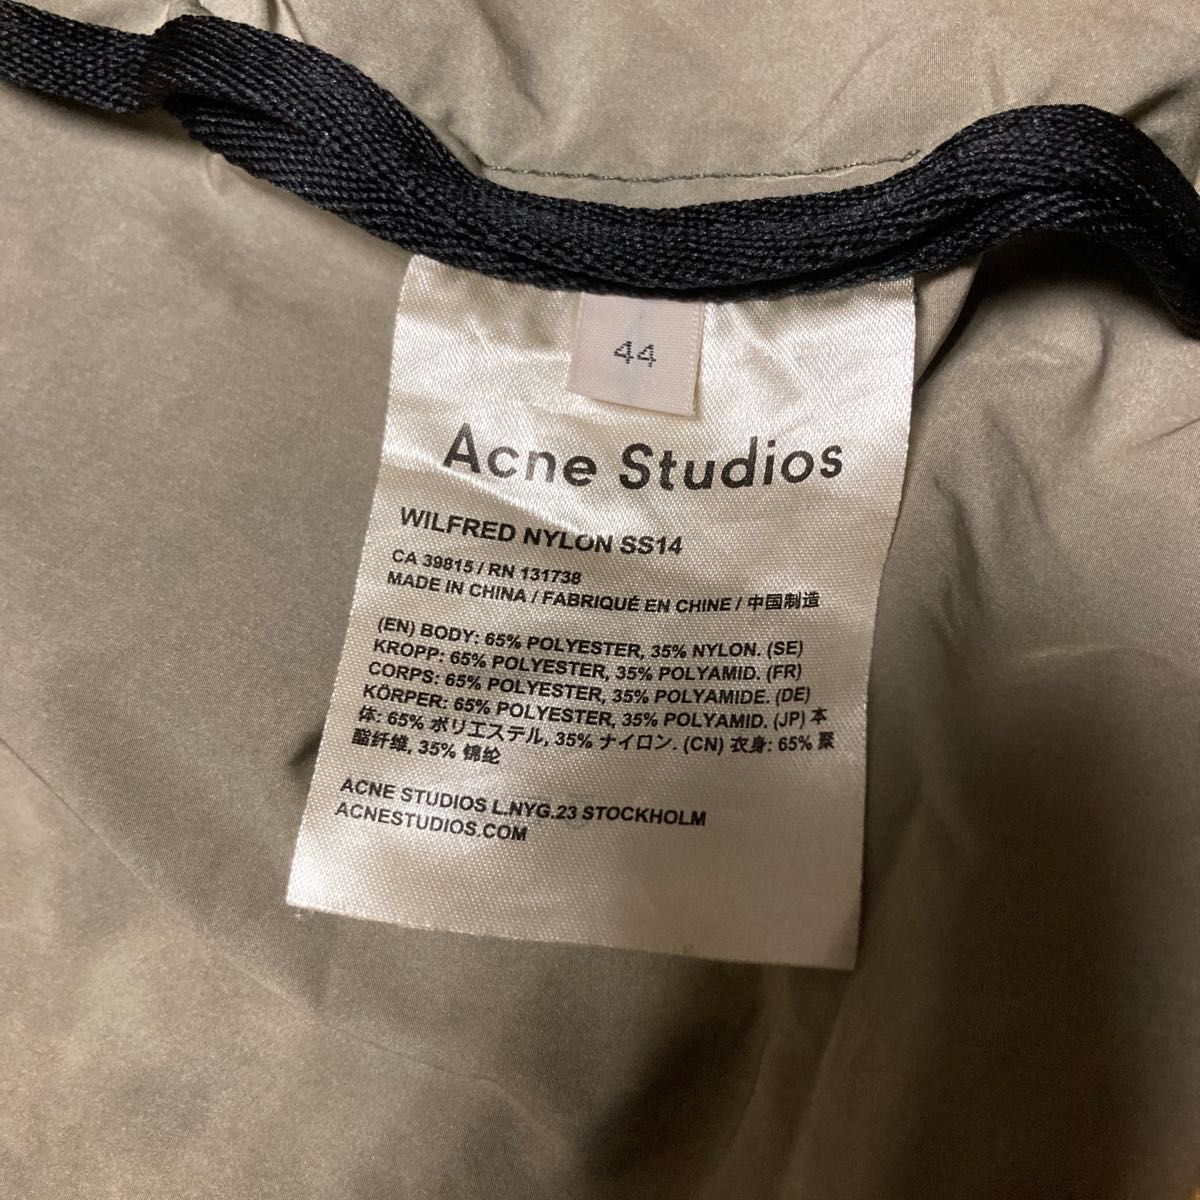 44
Acne Studios
WILFRED NYLON SS14
CA 39815 / RN 131738
MADE IN CHINA / FABRIQUÉ EN CHINE / 中国制造
(EN) BODY: 65% POLYESTER, 35% NYLON. (SE)
KROPP: 65% POLYESTER, 35% POLYAMID. (FR)
CORPS: 65% POLYESTER, 35% POLYAMIDE. (DE)
KÖRPER: 65% POLYESTER, 35% POLYAMID. (JP) 本
体: 65% ポリエステル, 35% ナイロン. (CN) 衣身: 65% 聚
酯纤维, 35% 锦纶
ACNE STUDIOS L.NYG.23 STOCKHOLM
ACNESTUDIOS.COM